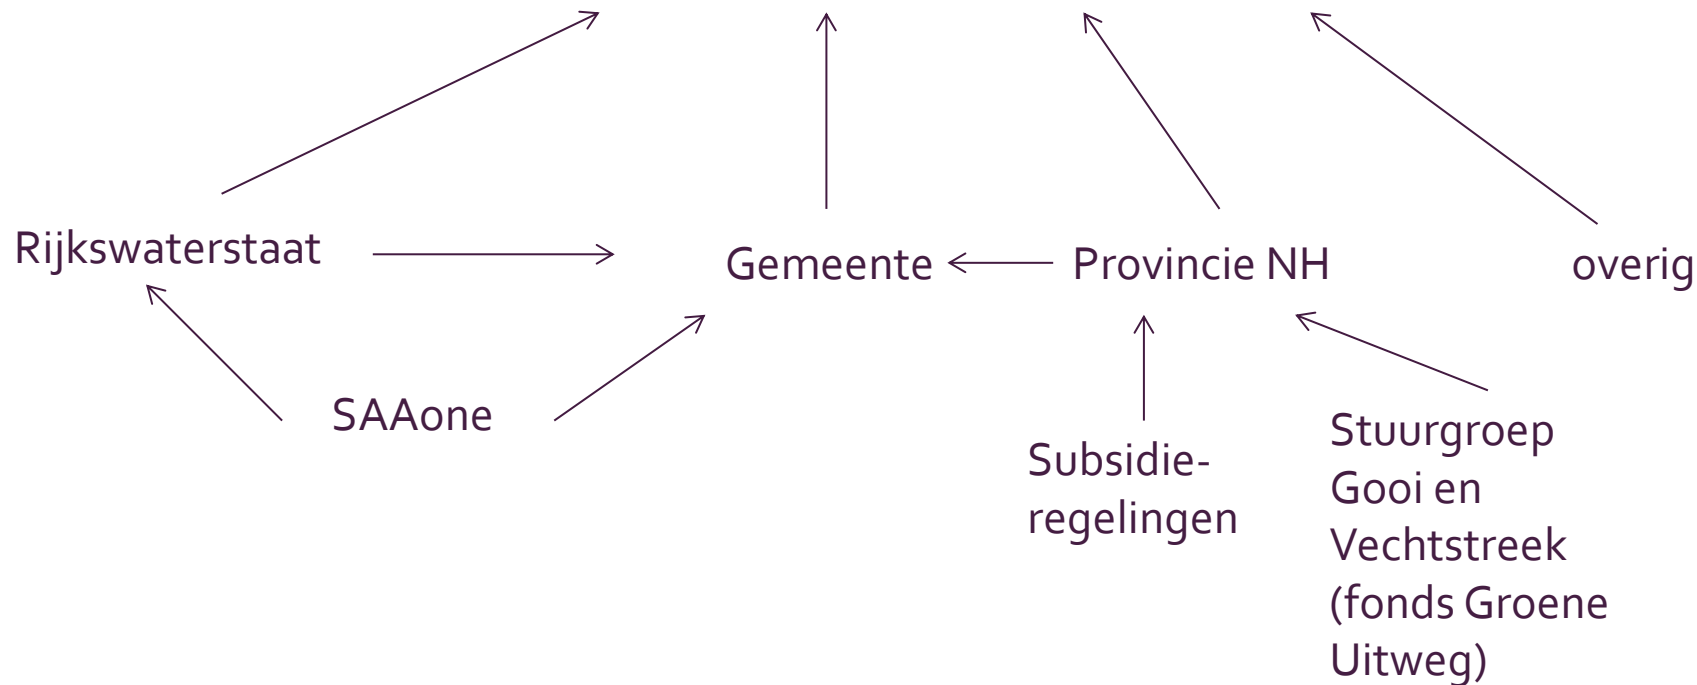 Rijkswaterstaat
Gemeente
Provincie NH
overig
SAAone
Subsidie-
regelingen
Stuurgroep
Gooi en
Vechtstreek
(fonds Groene
Uitweg)